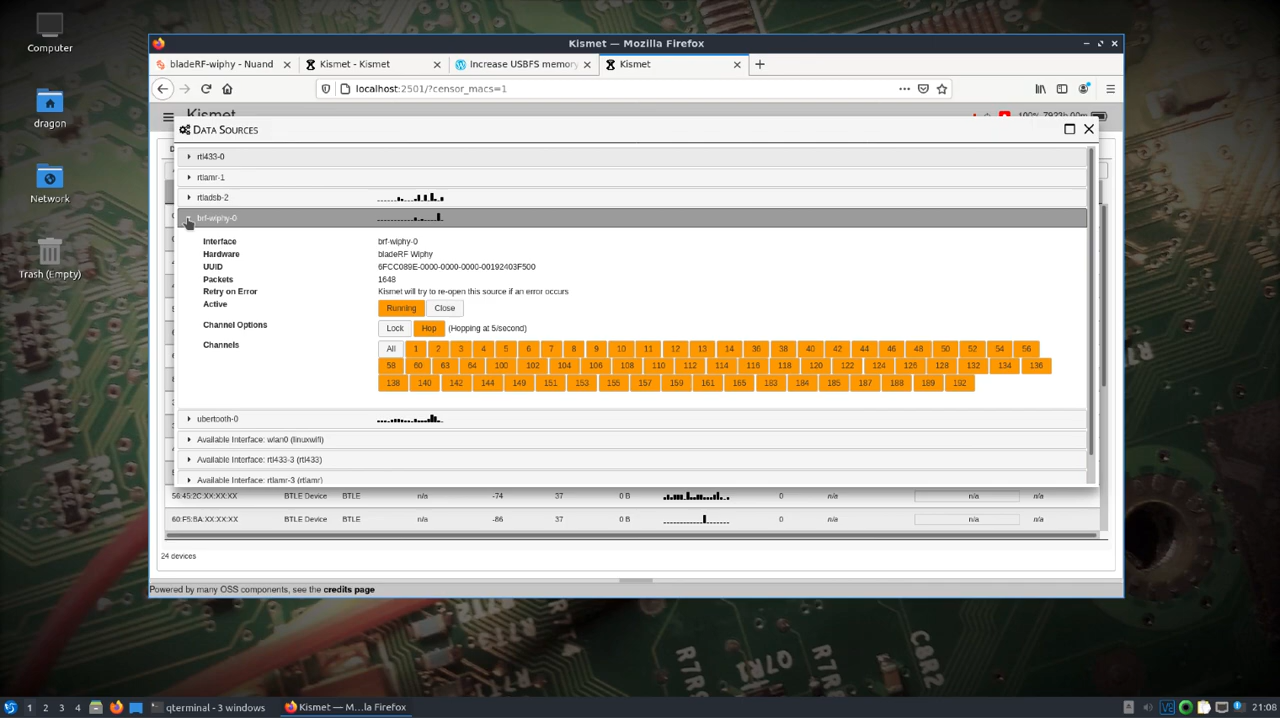 Computer
dragon
Network
Trash (Empty)
Kismet — Mozilla Firefox
bladeRF-wiphy - Nuand
Kismet - Kismet
Increase USBFS memory
Kismet
localhost:2501/?censor_macs=1
Kismet
DATA SOURCES
rtl433-0
rtlamr-1
rtladsb-2
brf-wiphy-0
Interface brf-wiphy-0
Hardware bladeRF Wiphy
UUID 6FCC089E-0000-0000-0000-00192403F500
Packets 1648
Retry on Error Kismet will try to re-open this source if an error occurs
Active Running Close
Channel Options Lock Hop (Hopping at 5/second)
Channels All 1 2 3 4 5 6 7 8 9 10 11 12 13 14 36 38 40 42 44 46 48 50 52 54 56
58 60 63 64 100 102 104 106 108 110 112 114 116 118 120 122 124 126 128 132 134 136
138 140 142 144 149 151 153 155 157 159 161 165 183 184 185 187 188 189 192
ubertooth-0
Available Interface: wlan0 (linuxwifi)
Available Interface: rtl433-3 (rtl433)
Available Interface: rtlamr-3 (rtlamr)
56:45:2C:XX:XX:XX BTLE Device BTLE n/a -74 37 0 B 0 n/a n/a n/a
60:F5:BA:XX:XX:XX BTLE Device BTLE n/a -86 37 0 B 0 n/a n/a n/a
24 devices
Powered by many OSS components, see the credits page
1 2 3 4 qterminal - 3 windows Kismet — M...la Firefox 21:08